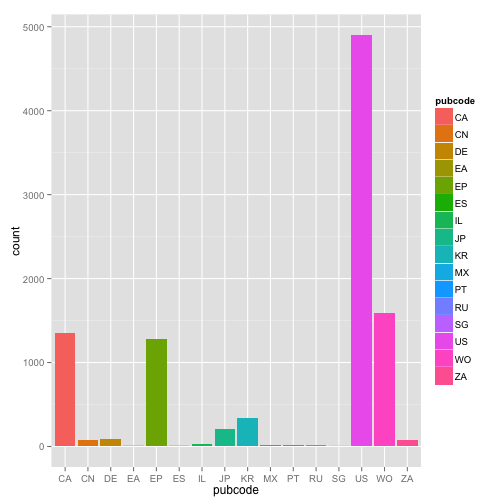 5000
4000
3000
2000
1000
0
count
CA CN DE EA EP ES IL JP KR MX PT RU SG US WO ZA
pubcode
pubcode
CA
CN
DE
EA
EP
ES
IL
JP
KR
MX
PT
RU
SG
US
WO
ZA